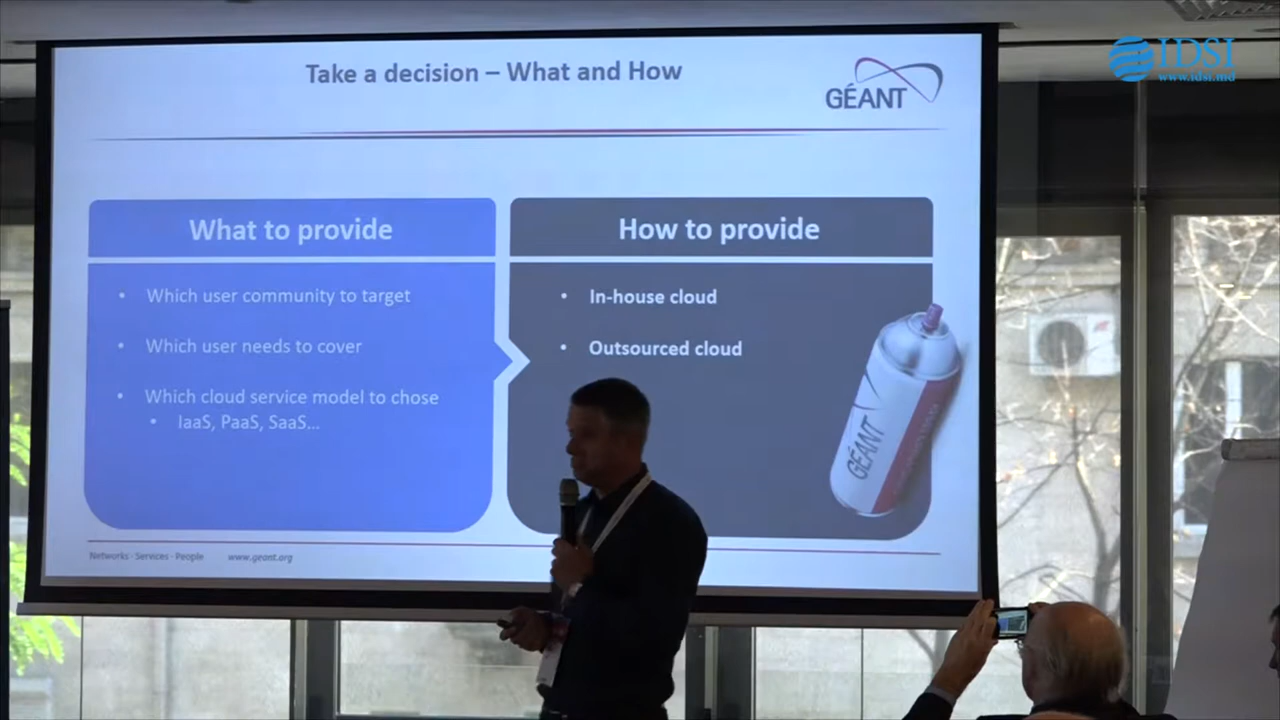 IDSI
www.idsi.md
Take a decision – What and How
GÉANT
What to provide
How to provide
• Which user community to target
• Which user needs to cover
• Which cloud service model to chose
• IaaS, PaaS, SaaS...
• In-house cloud
• Outsourced cloud
GÉANT
Networks · Services · People
www.geant.org